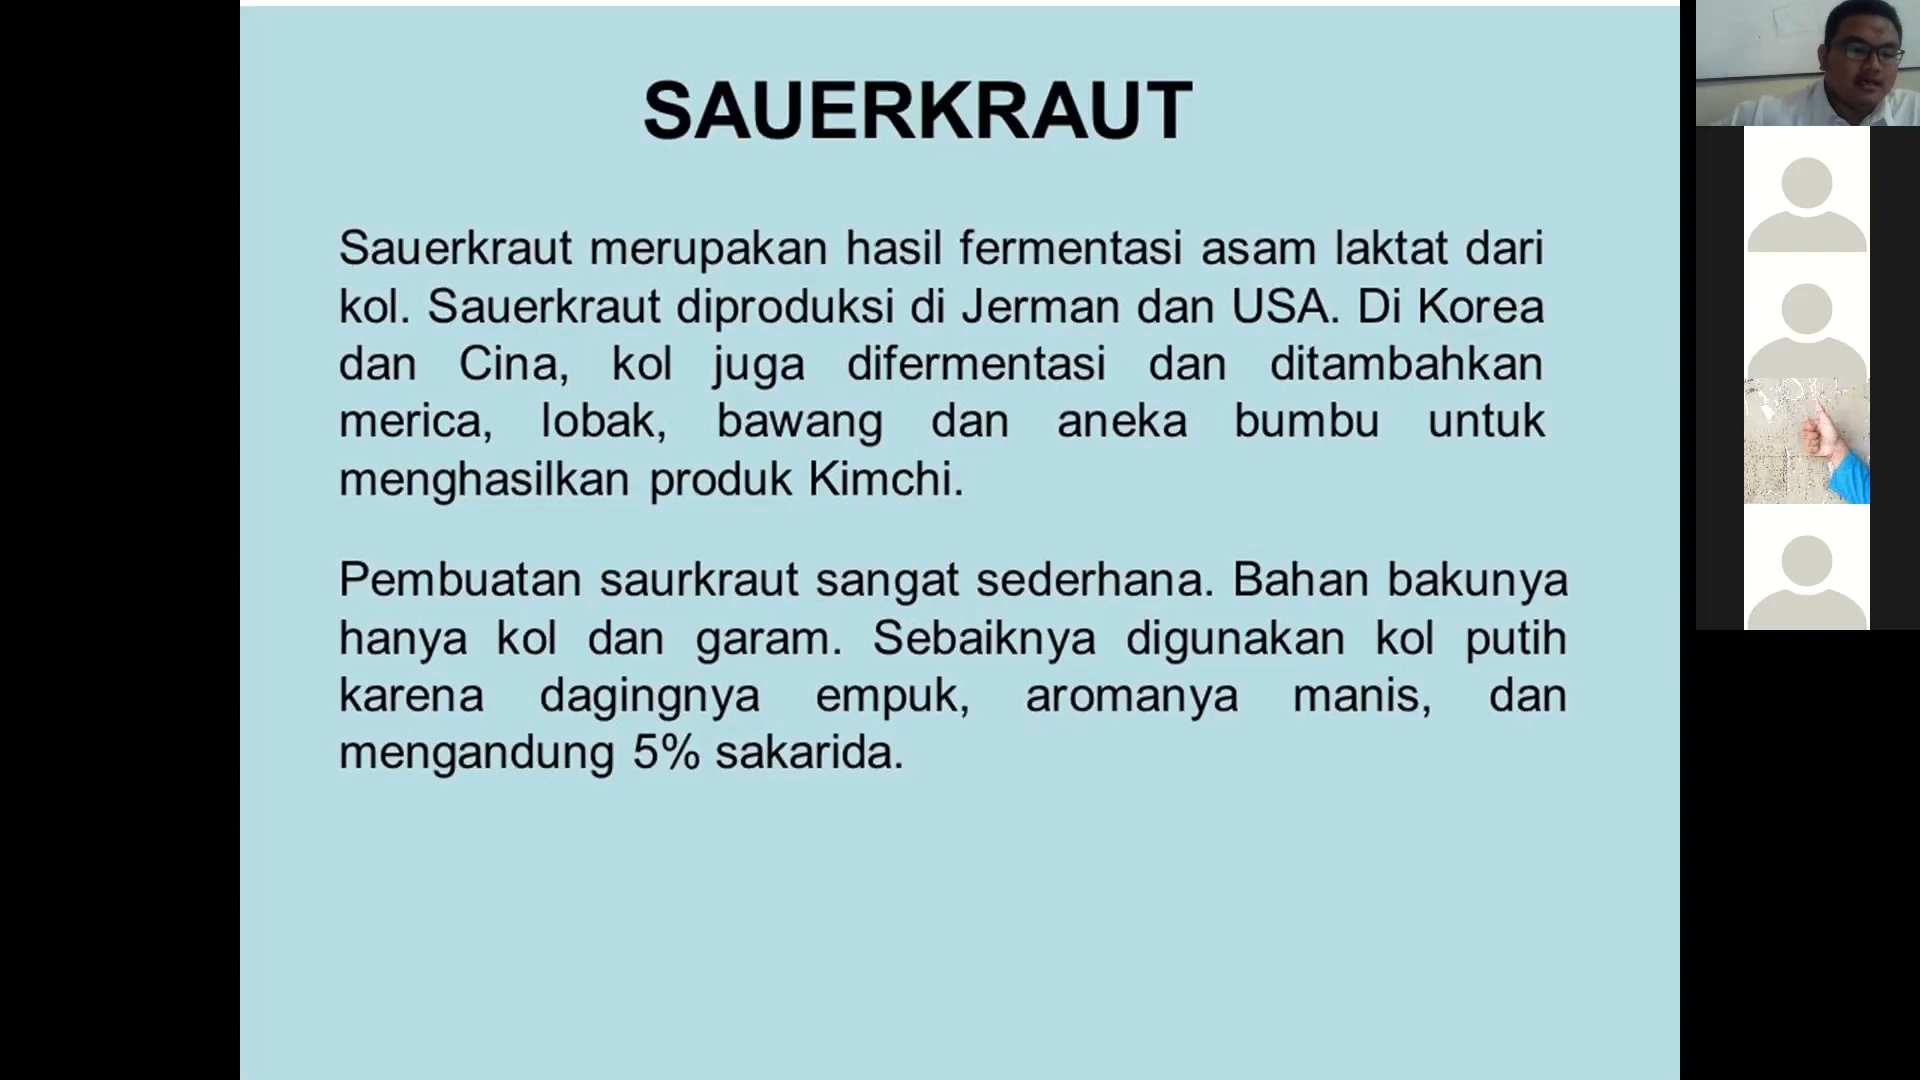 SAUERKRAUT
Sauerkraut merupakan hasil fermentasi asam laktat dari
kol. Sauerkraut diproduksi di Jerman dan USA. Di Korea
dan Cina, kol juga difermentasi dan ditambahkan
merica, lobak, bawang dan aneka bumbu untuk
menghasilkan produk Kimchi.
Pembuatan saurkraut sangat sederhana. Bahan bakunya
hanya kol dan garam. Sebaiknya digunakan kol putih
karena dagingnya empuk, aromanya manis, dan
mengandung 5% sakarida.